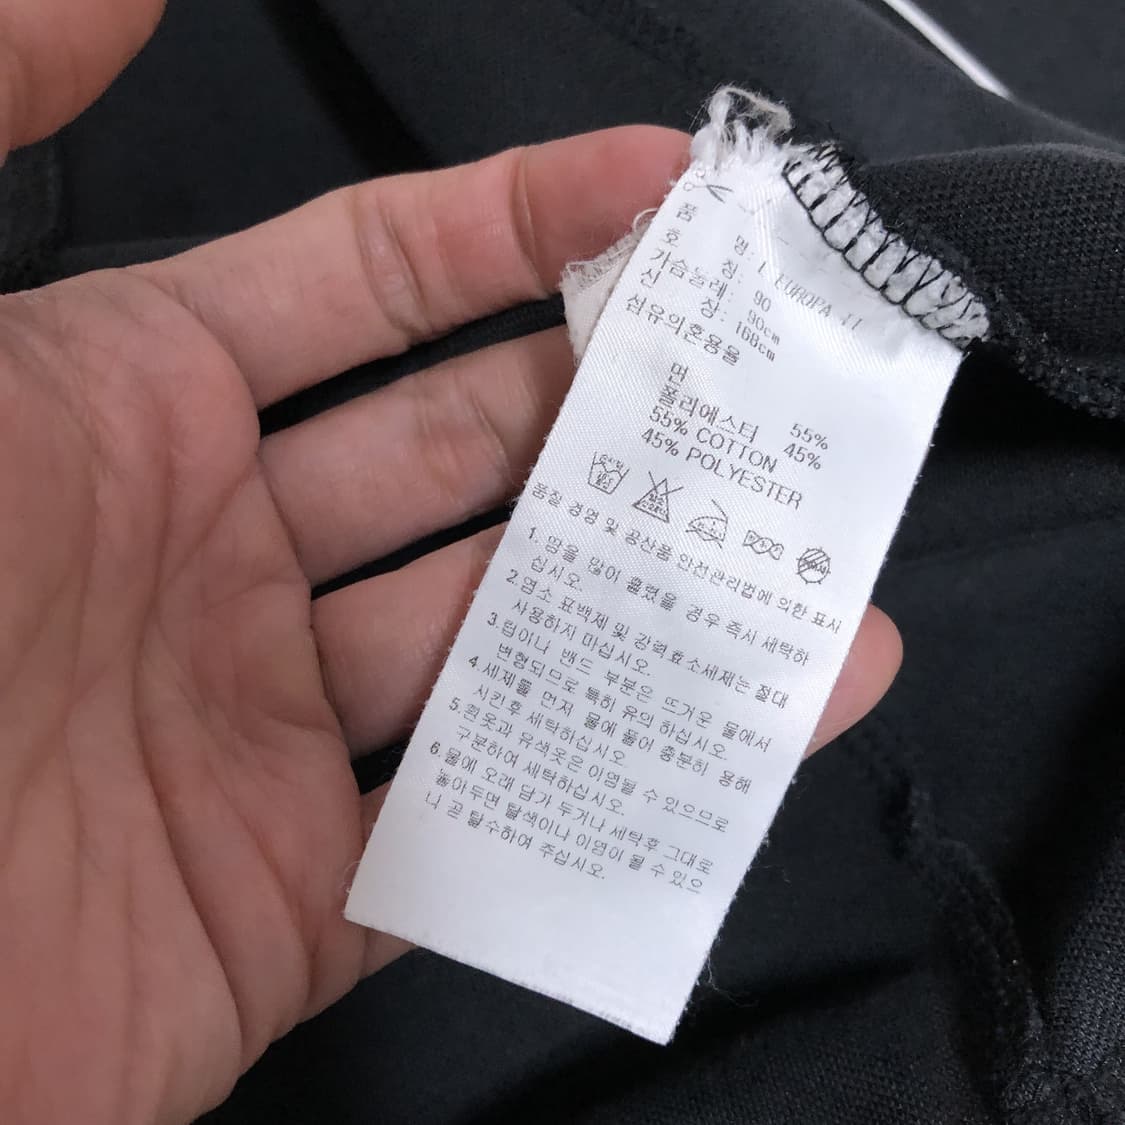 품 명: L EUROPA TT
호 칭: 90
가슴둘레: 90cm
신 장: 168cm
섬유의혼용율
면 55%
폴리에스터 45%
55% COTTON
45% POLYESTER
품질 경영 및 공산품 안전관리법에 의한 표시
1. 땀을 많이 흘렸을 경우 즉시 세탁하
십시오.
2.염소 표백제 및 강력효소세재는 절대
사용하지 마십시오.
3.럽이나 밴드 부분은 뜨거운 물에서
변형되므로 특히 유의 하십시오.
4.세제를 먼저 물에 풀어 충분히 용해
시킨후 세탁하십시오.
5.흰옷과 유색옷은 이염될 수 있으므로
구분하여 세탁하십시오.
6.물에 오래 담가 두거나 세탁후 그대로
놓아두면 탈색이나 이염이 될 수 있으
니 곧 탈수하여 주십시오.